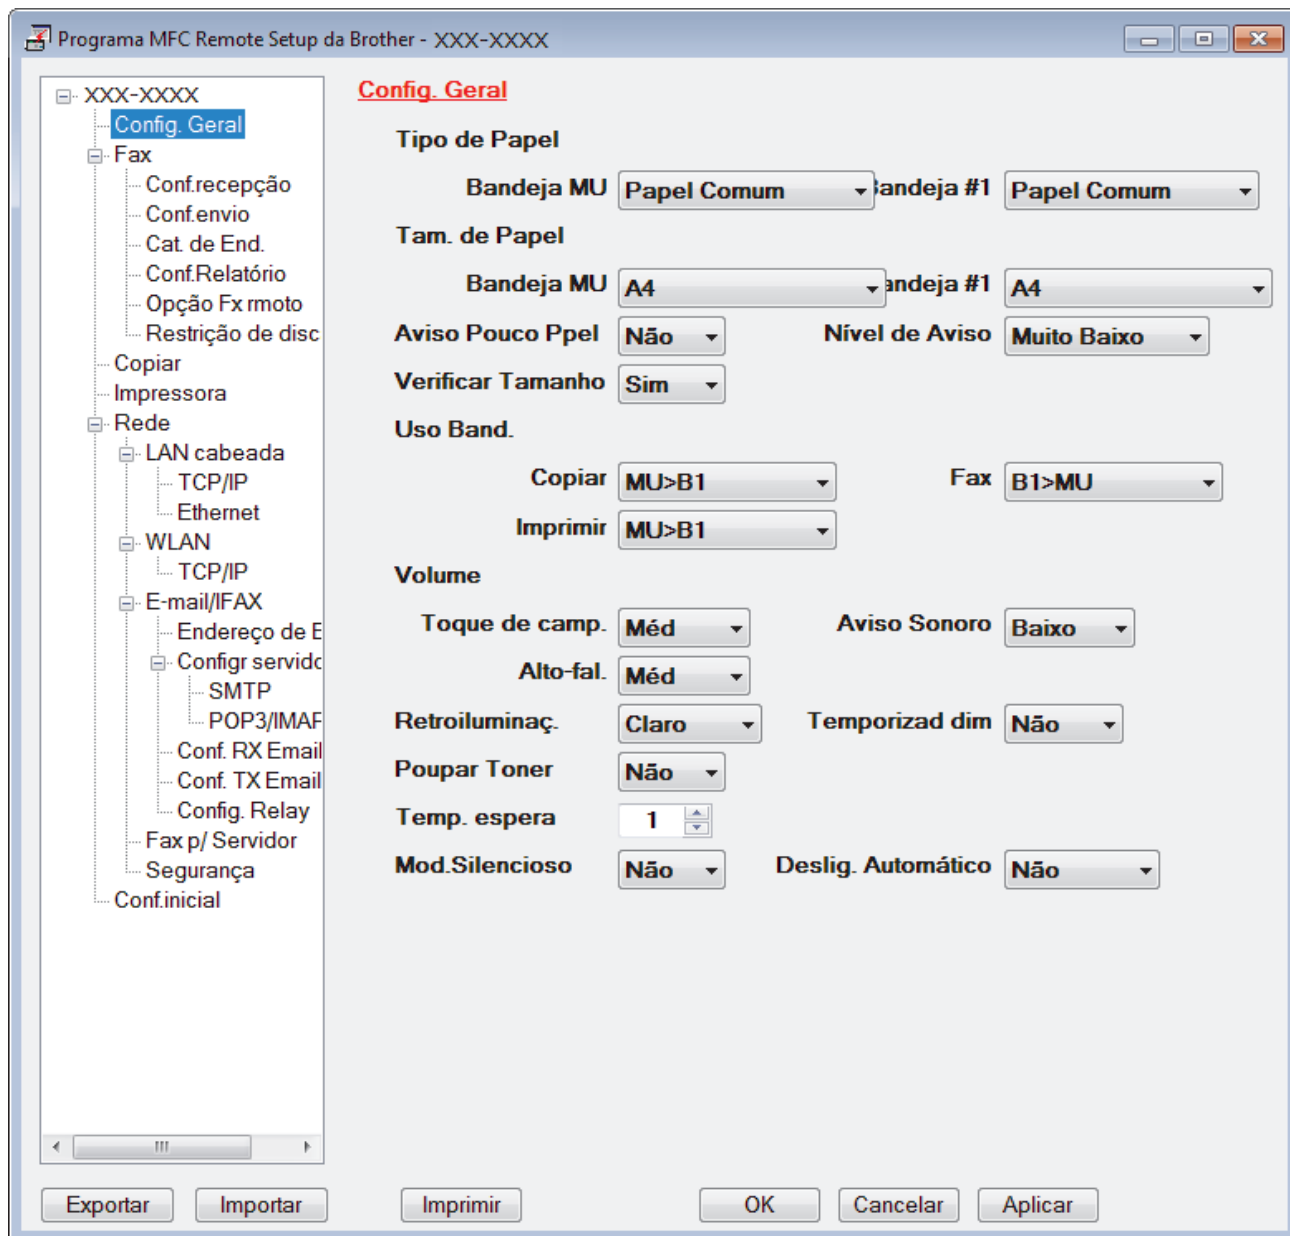 Programa MFC Remote Setup da Brother - XXX-XXXX
XXX-XXXX
Config. Geral
Fax
Conf.recepção
Conf.envio
Cat. de End.
Conf.Relatório
Opção Fx rmoto
Restrição de disc
Copiar
Impressora
Rede
LAN cabeada
TCP/IP
Ethernet
WLAN
TCP/IP
E-mail/IFAX
Endereço de E
Configr servidc
SMTP
POP3/IMAF
Conf. RX Email
Conf. TX Email
Config. Relay
Fax p/ Servidor
Segurança
Conf.inicial
Config. Geral
Tipo de Papel
Bandeja MU Papel Comum andeja #1 Papel Comum
Tam. de Papel
Bandeja MU A4 andeja #1 A4
Aviso Pouco Ppel Não Nível de Aviso Muito Baixo
Verificar Tamanho Sim
Uso Band.
Copiar MU>B1 Fax B1>MU
Imprimir MU>B1
Volume
Toque de camp. Méd Aviso Sonoro Baixo
Alto-fal. Méd
Retroiluminaç. Claro Temporizad dim Não
Poupar Toner Não
Temp. espera 1
Mod.Silencioso Não Deslig. Automático Não
Exportar Importar Imprimir OK Cancelar Aplicar